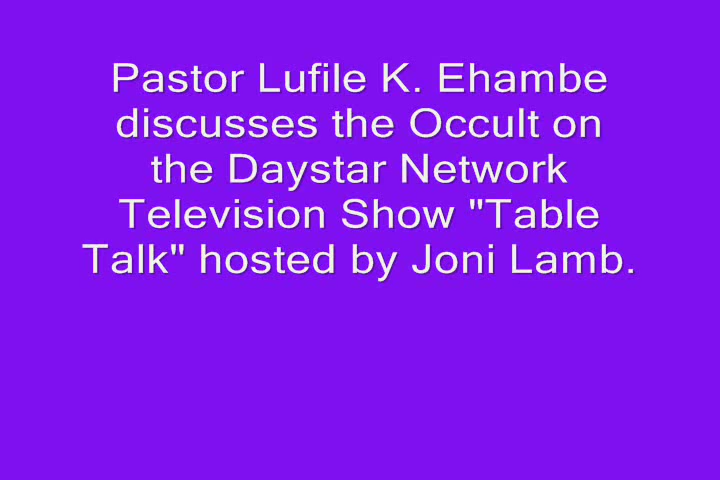 Pastor Lufile K. Ehambe
discusses the Occult on
the Daystar Network
Television Show "Table
Talk" hosted by Joni Lamb.